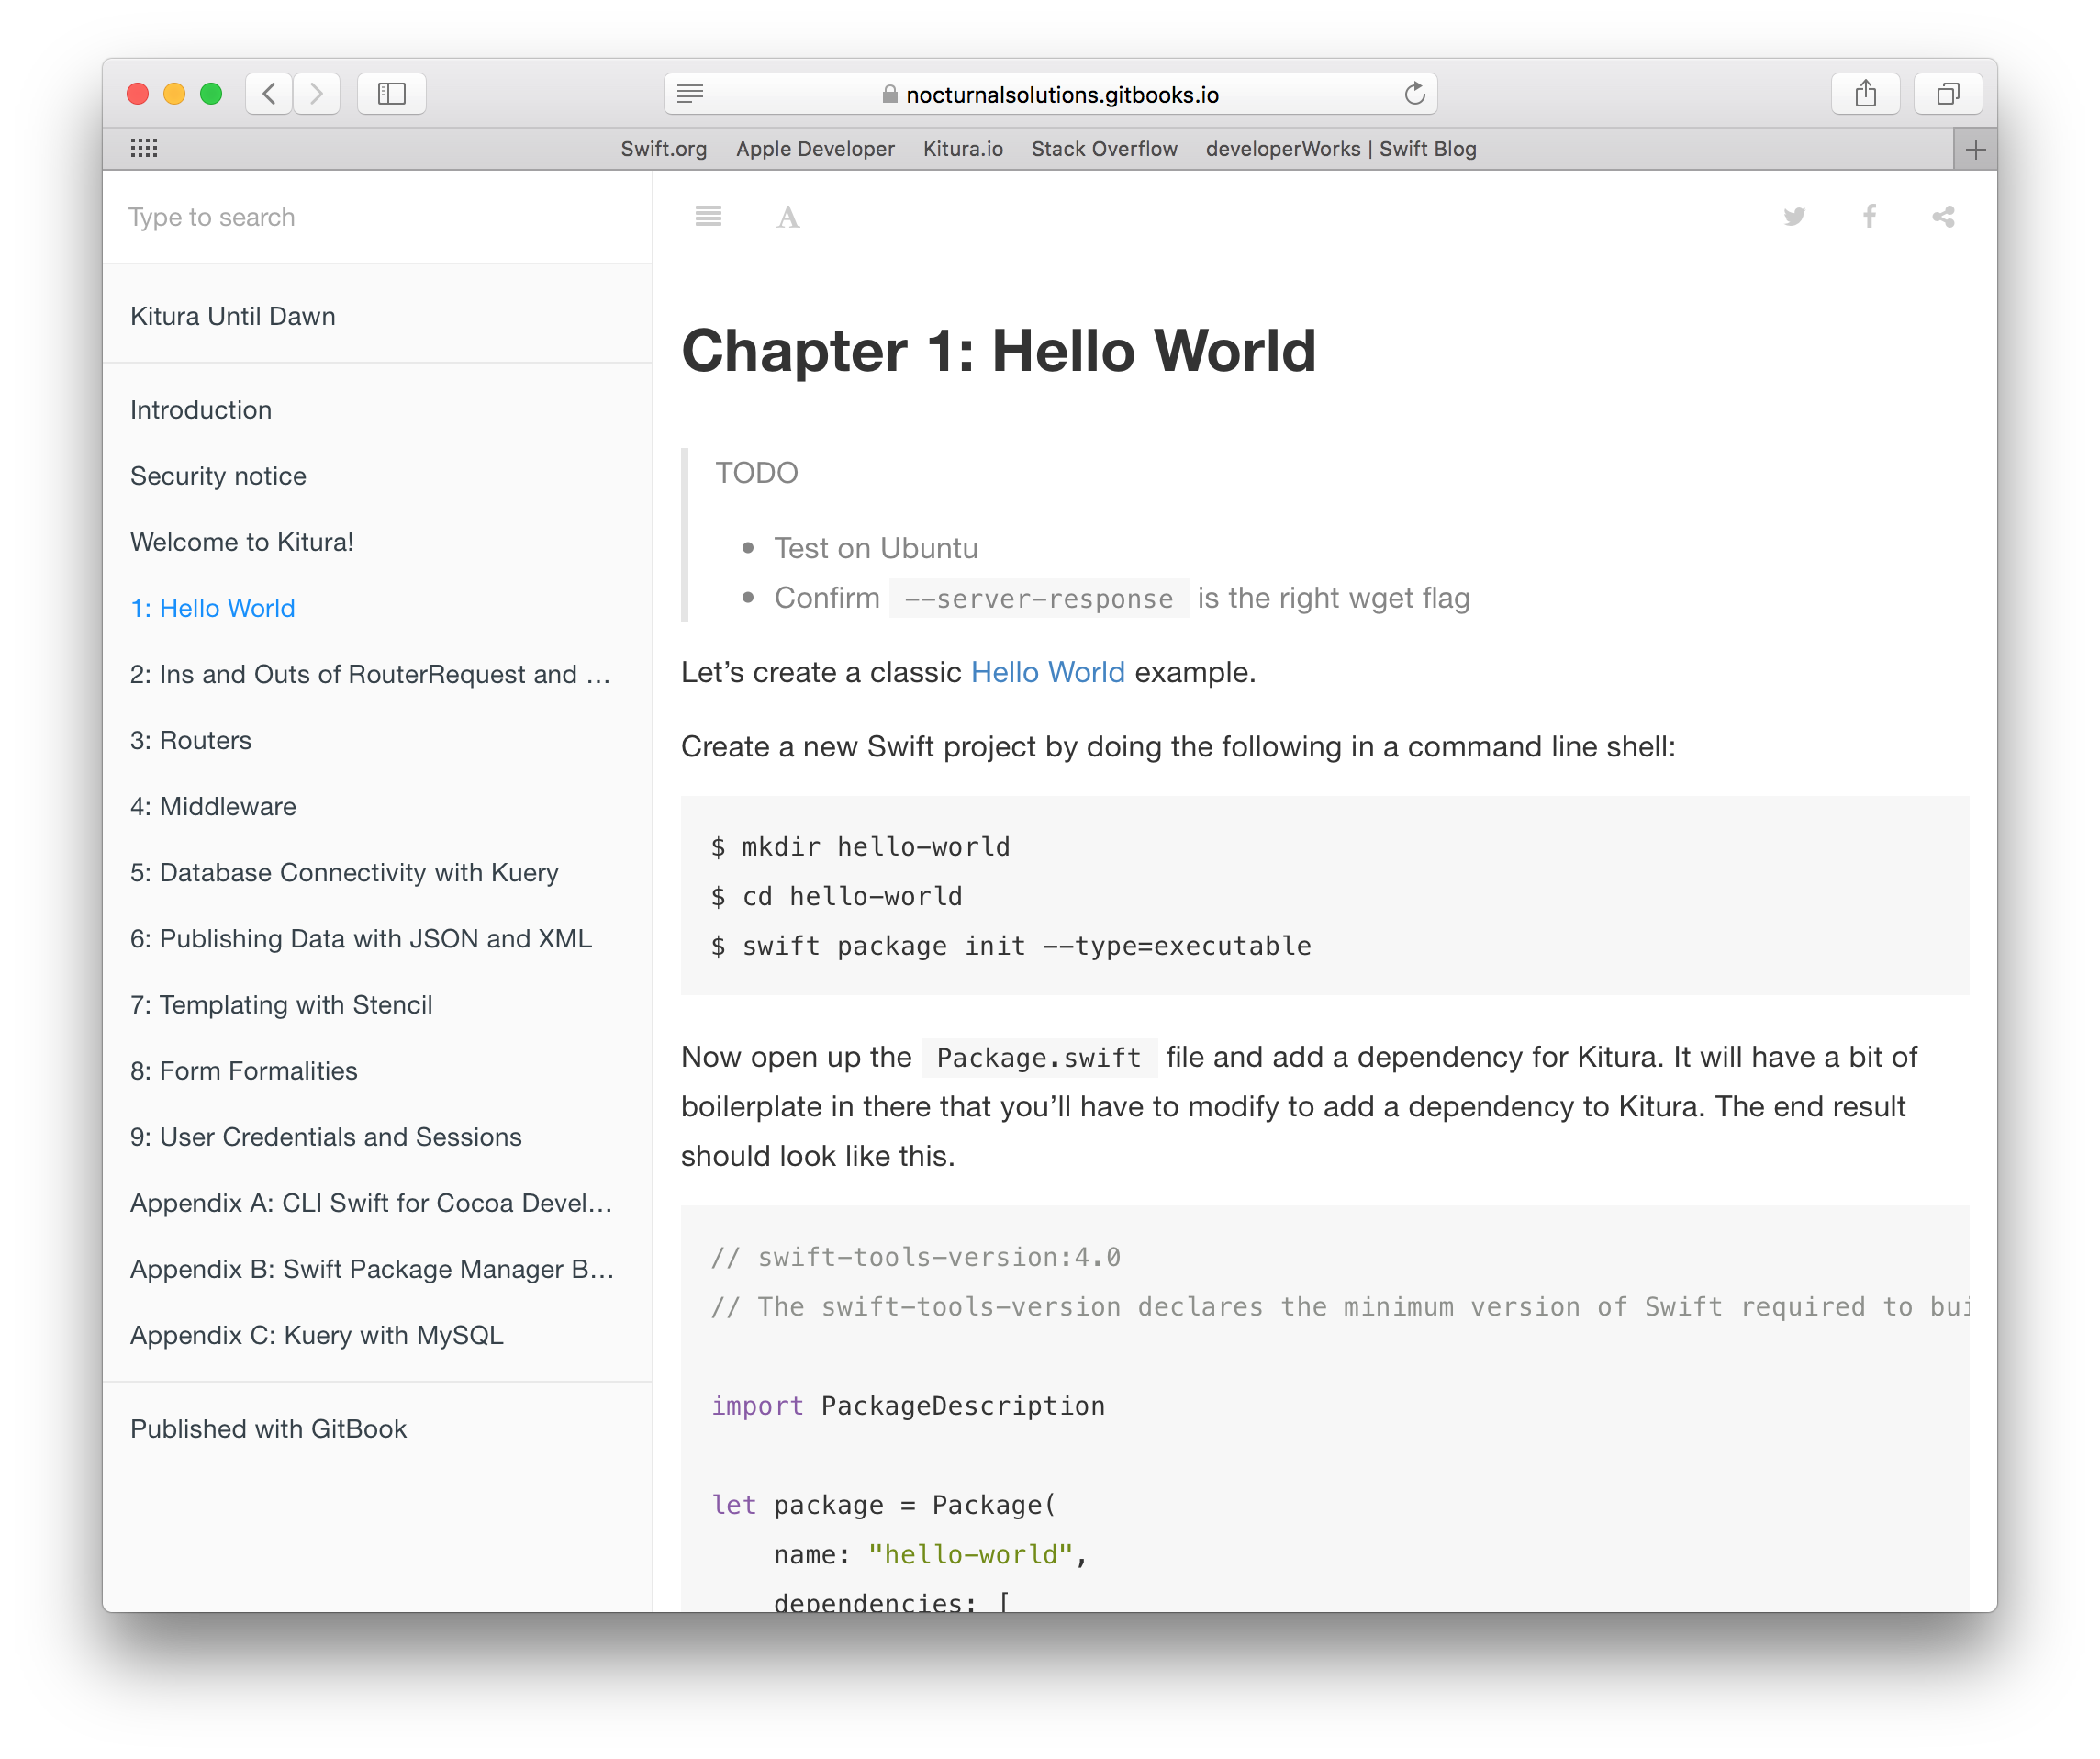 nocturnalsolutions.gitbooks.io
Swift.org Apple Developer Kitura.io Stack Overflow developerWorks | Swift Blog
Type to search
A
Kitura Until Dawn
Introduction
Security notice
Welcome to Kitura!
1: Hello World
2: Ins and Outs of RouterRequest and …
3: Routers
4: Middleware
5: Database Connectivity with Kuery
6: Publishing Data with JSON and XML
7: Templating with Stencil
8: Form Formalities
9: User Credentials and Sessions
Appendix A: CLI Swift for Cocoa Devel…
Appendix B: Swift Package Manager B…
Appendix C: Kuery with MySQL
Published with GitBook
Chapter 1: Hello World
TODO
• Test on Ubuntu
• Confirm --server-response is the right wget flag
Let’s create a classic Hello World example.
Create a new Swift project by doing the following in a command line shell:
$ mkdir hello-world
$ cd hello-world
$ swift package init --type=executable
Now open up the Package.swift file and add a dependency for Kitura. It will have a bit of
boilerplate in there that you’ll have to modify to add a dependency to Kitura. The end result
should look like this.
// swift-tools-version:4.0
// The swift-tools-version declares the minimum version of Swift required to bui
import PackageDescription
let package = Package(
    name: "hello-world",
    dependencies: [